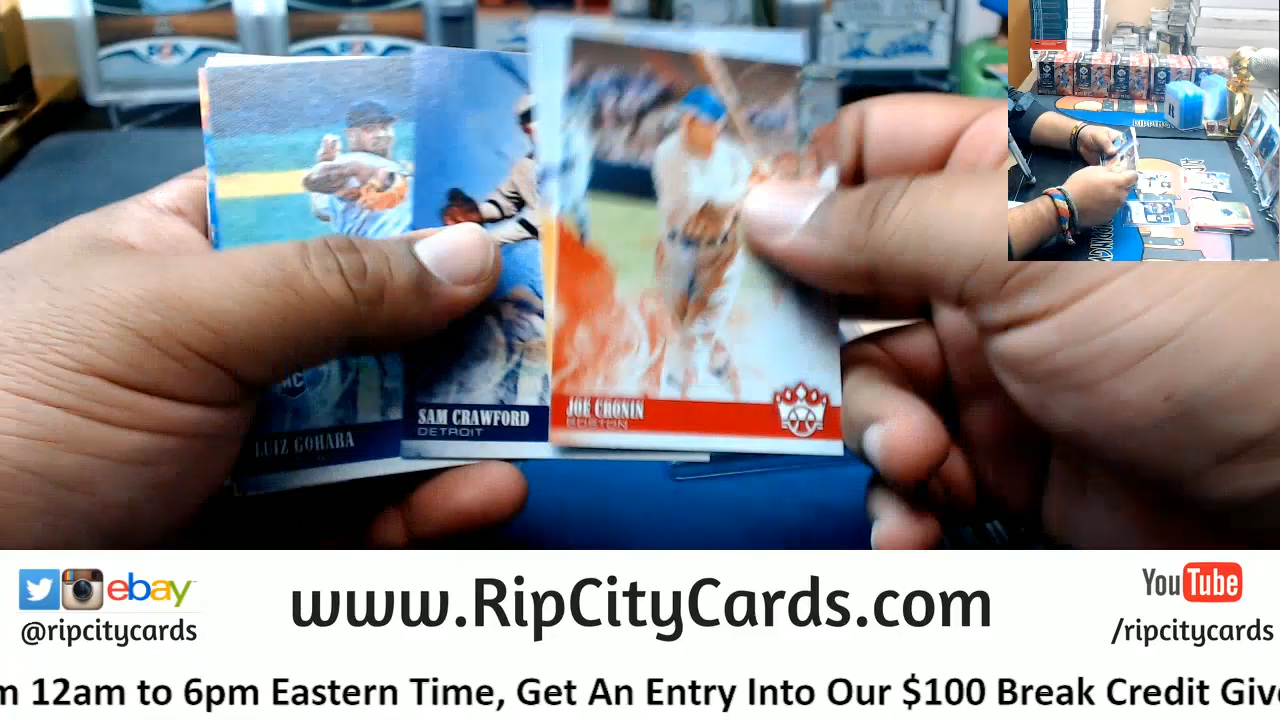 RC
LUIZ GOHARA
SAM CRAWFORD
DETROIT
JOE CRONIN
BOSTON
ebay
@ripcitycards
www.RipCityCards.com
YouTube
/ripcitycards
m 12am to 6pm Eastern Time, Get An Entry Into Our $100 Break Credit Give